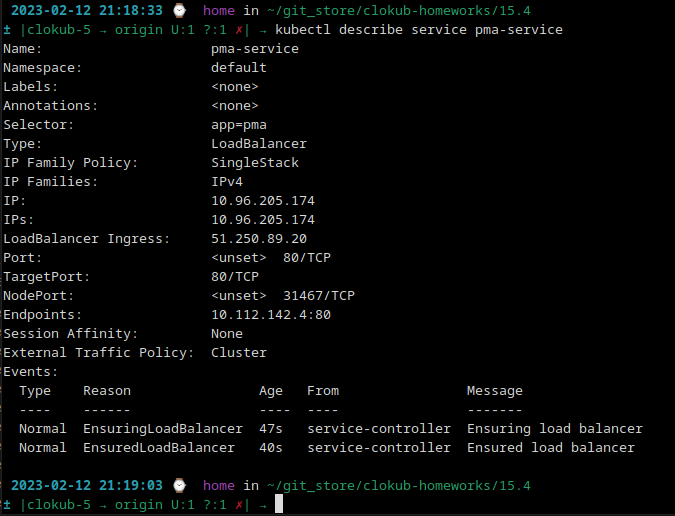 2023-02-12 21:18:33 ⌚ home in ~/git_store/clokub-homeworks/15.4
± |clokub-5 → origin U:1 ?:1 ✗| → kubectl describe service pma-service
Name: pma-service
Namespace: default
Labels: <none>
Annotations: <none>
Selector: app=pma
Type: LoadBalancer
IP Family Policy: SingleStack
IP Families: IPv4
IP: 10.96.205.174
IPs: 10.96.205.174
LoadBalancer Ingress: 51.250.89.20
Port: <unset> 80/TCP
TargetPort: 80/TCP
NodePort: <unset> 31467/TCP
Endpoints: 10.112.142.4:80
Session Affinity: None
External Traffic Policy: Cluster
Events:
Type Reason Age From Message
---- ------ ---- ---- -------
Normal EnsuringLoadBalancer 47s service-controller Ensuring load balancer
Normal EnsuredLoadBalancer 40s service-controller Ensured load balancer
2023-02-12 21:19:03 ⌚ home in ~/git_store/clokub-homeworks/15.4
± |clokub-5 → origin U:1 ?:1 ✗| →